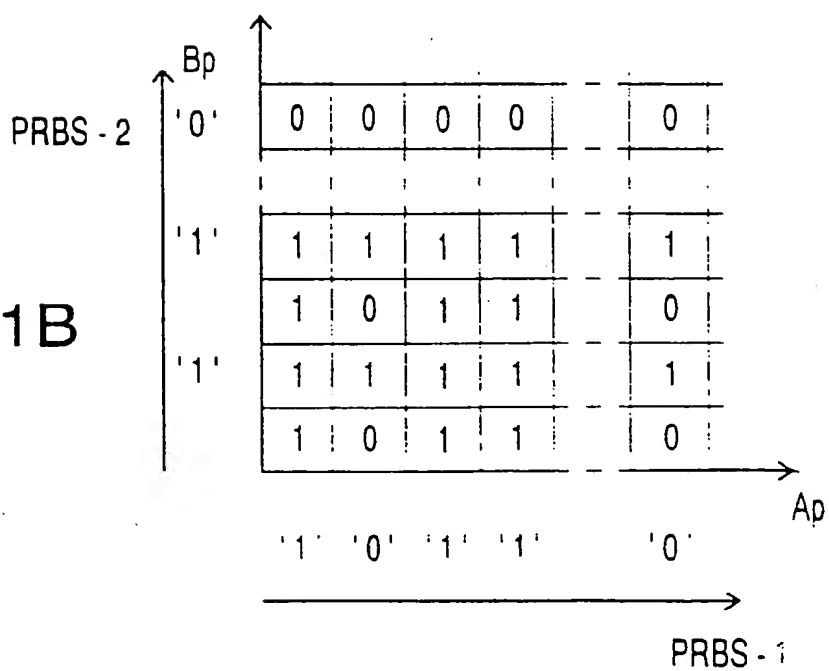 Bp
PRBS - 2 '0' 0 0 0 0 0
'1' 1 1 1 1 1
1 0 1 1 0
1B
'1' 1 1 1 1 1
1 0 1 1 0
Ap
'1' '0' '1' '1' '0'
PRBS - 1